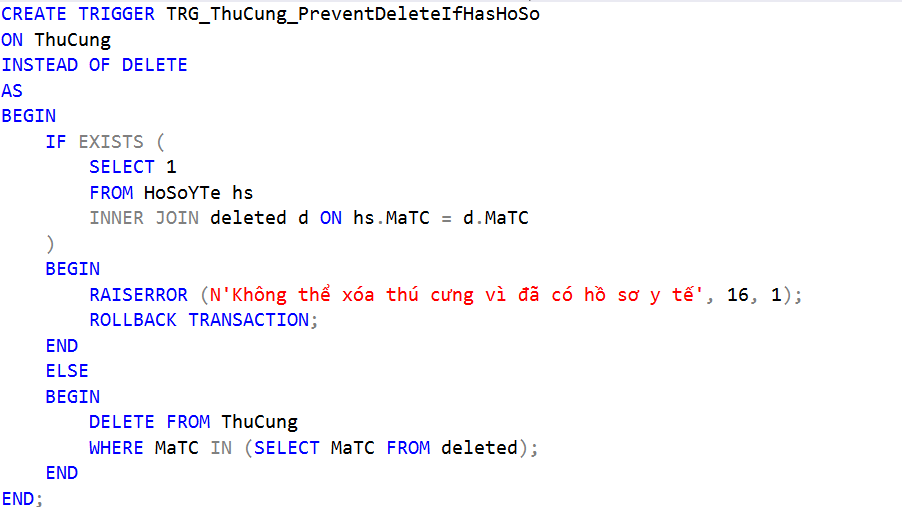 CREATE TRIGGER TRG_ThuCung_PreventDeleteIfHasHoSo
ON ThuCung
INSTEAD OF DELETE
AS
BEGIN
    IF EXISTS (
        SELECT 1
        FROM HoSoYTe hs
        INNER JOIN deleted d ON hs.MaTC = d.MaTC
    )
    BEGIN
        RAISERROR (N'Không thể xóa thú cưng vì đã có hồ sơ y tế', 16, 1);
        ROLLBACK TRANSACTION;
    END
    ELSE
    BEGIN
        DELETE FROM ThuCung
        WHERE MaTC IN (SELECT MaTC FROM deleted);
    END
END;